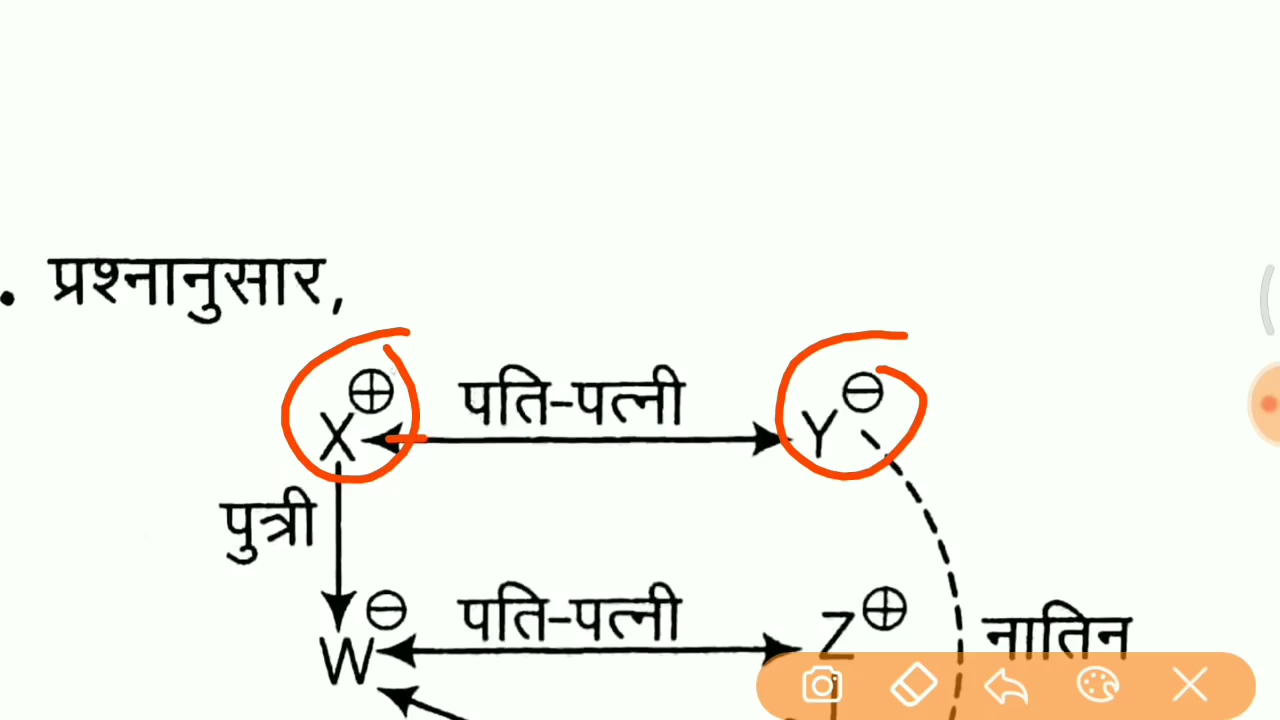 . प्रश्नानुसार,
X⊕ पति-पत्नी Y⊖
पुत्री
W⊖ पति-पत्नी Z⊕ नातिन